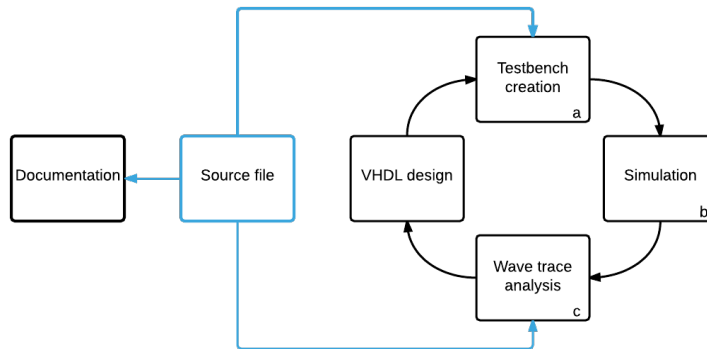 Testbench
creation
a
Documentation
Source file
VHDL design
Simulation
b
Wave trace
analysis
c